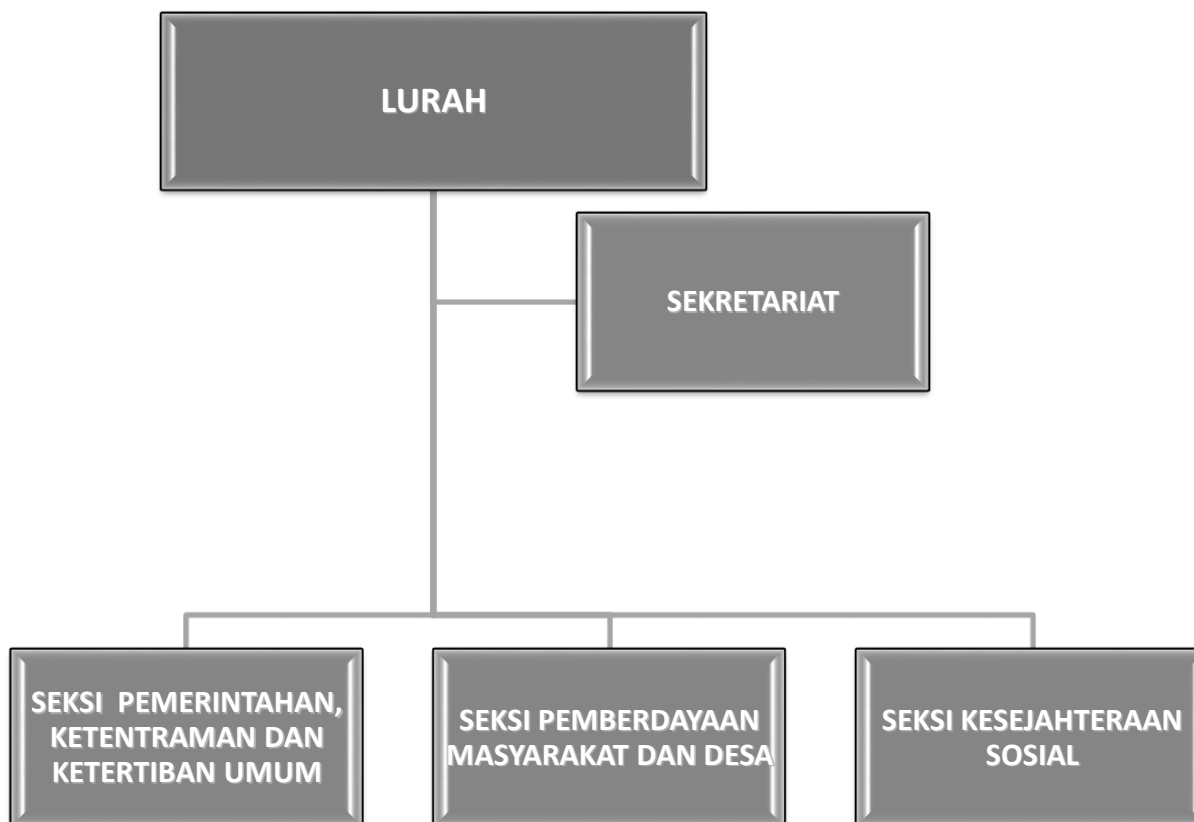 LURAH
SEKRETARIAT
SEKSI  PEMERINTAHAN,
KETENTRAMAN DAN
KETERTIBAN UMUM
SEKSI PEMBERDAYAAN
MASYARAKAT DAN DESA
SEKSI KESEJAHTERAAN
SOSIAL